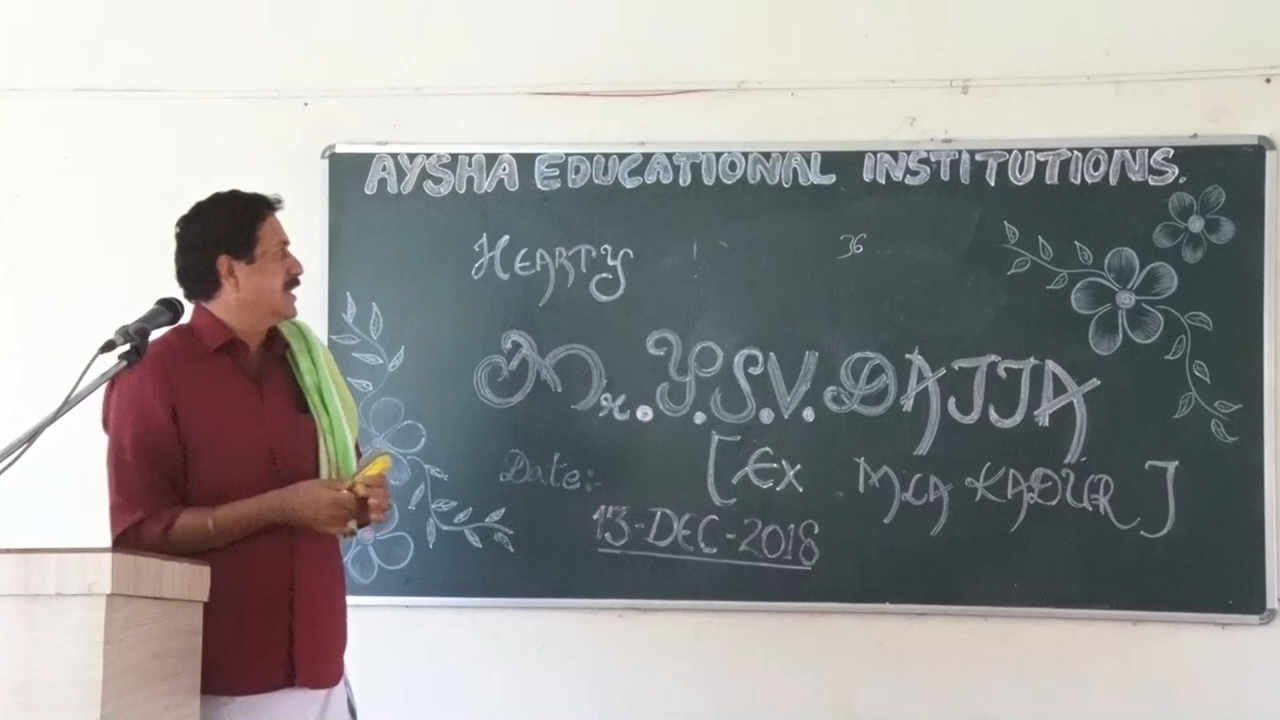 AYSHA EDUCATIONAL INSTITUTIONS.
HEARTY
Mr. Y.S.V. DATTA
[Ex MLA KADUR]
Date:-
13-DEC-2018